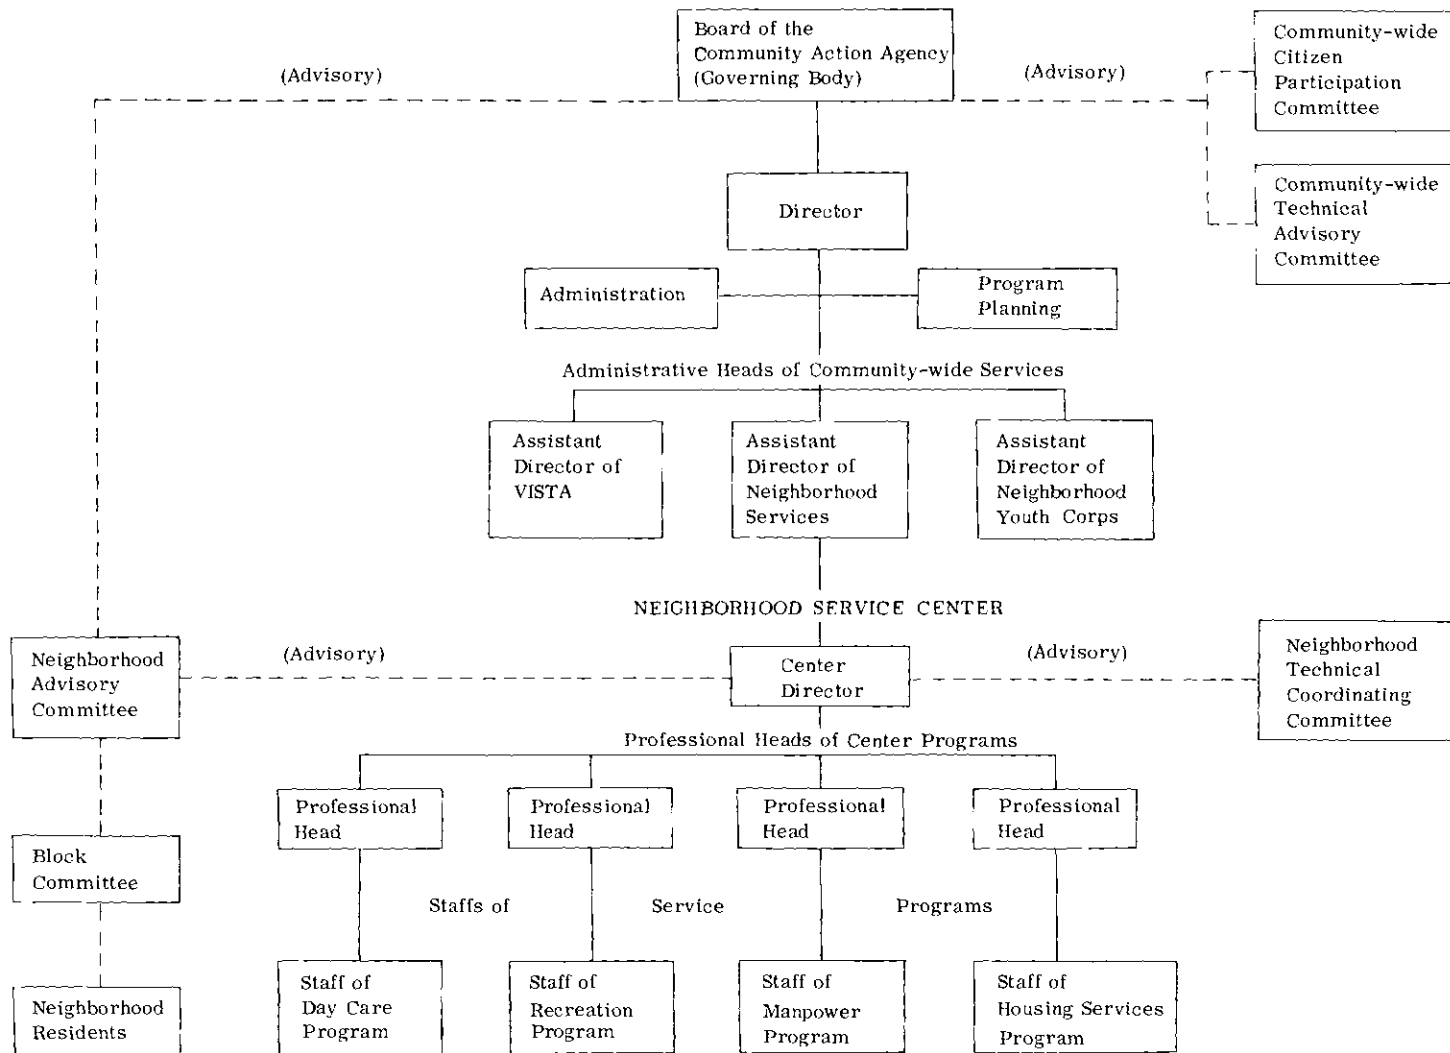 Board of the
Community Action Agency
(Governing Body)
(Advisory)
(Advisory)
Community-wide
Citizen
Participation
Committee
Community-wide
Technical
Advisory
Committee
Director
Administration
Program
Planning
Administrative Heads of Community-wide Services
Assistant
Director of
VISTA
Assistant
Director of
Neighborhood
Services
Assistant
Director of
Neighborhood
Youth Corps
NEIGHBORHOOD SERVICE CENTER
Neighborhood
Advisory
Committee
(Advisory)
Center
Director
(Advisory)
Neighborhood
Technical
Coordinating
Committee
Professional Heads of Center Programs
Professional
Head
Professional
Head
Professional
Head
Professional
Head
Block
Committee
Staffs of Service Programs
Neighborhood
Residents
Staff of
Day Care
Program
Staff of
Recreation
Program
Staff of
Manpower
Program
Staff of
Housing Services
Program